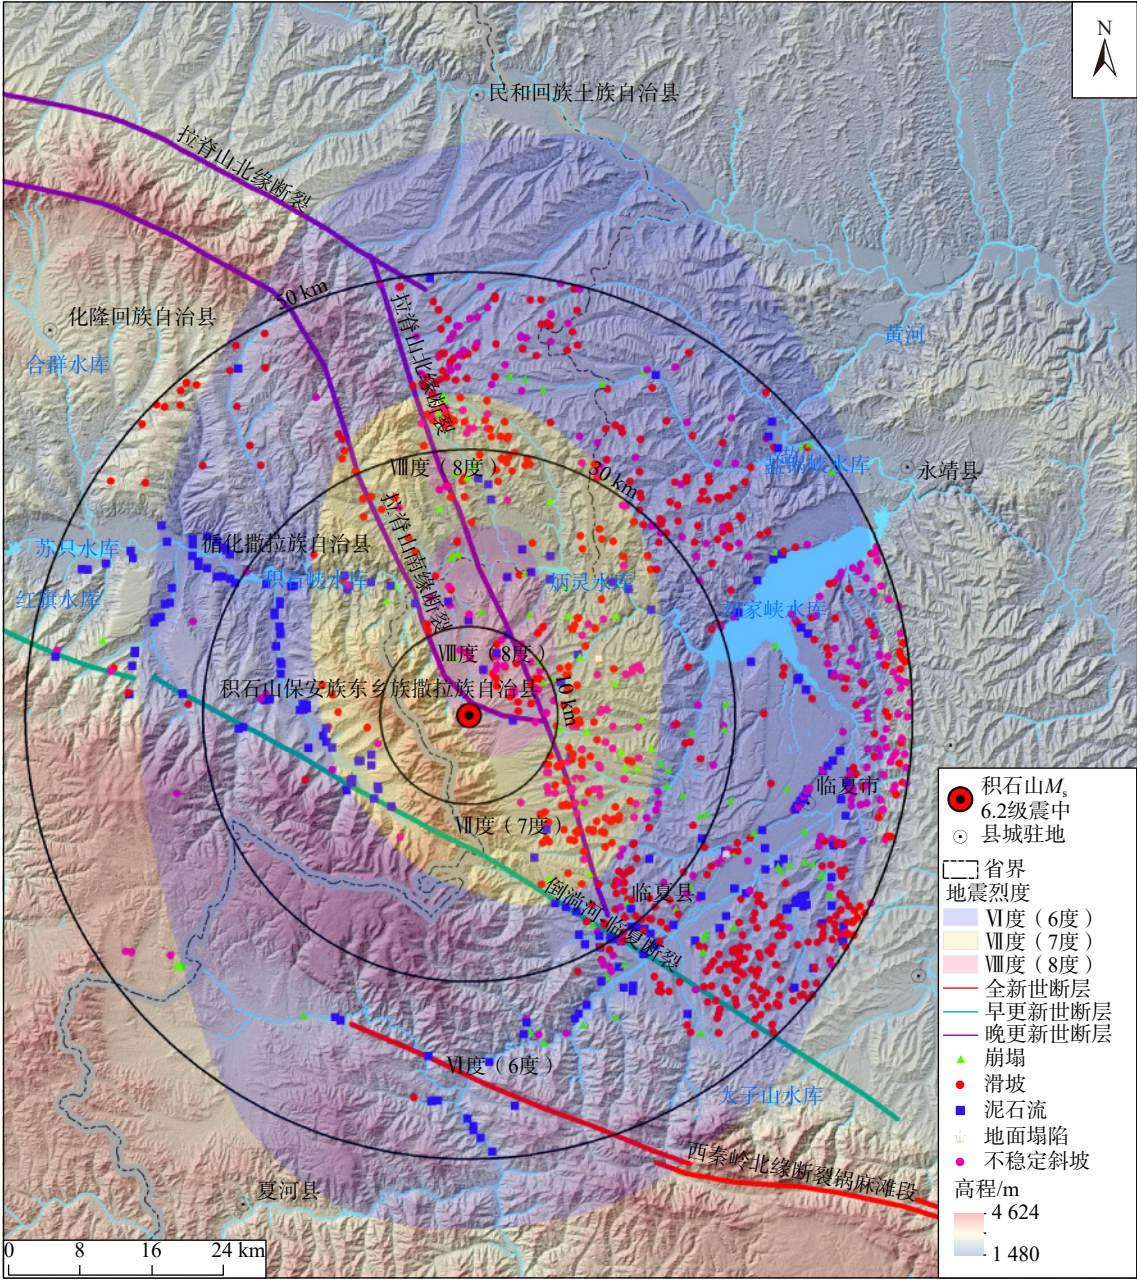 N
民和回族土族自治县
拉脊山北缘断裂
50 km
化隆回族自治县
拉脊山北缘断裂
黄河
合群水库
Ⅷ度（8度）
30 km
盐锅峡水库
永靖县
拉脊山南缘断裂
苏只水库
循化撒拉族自治县
积石峡水库
炳灵水库
红旗水库
刘家峡水库
Ⅷ度（8度）
积石山保安族东乡族撒拉族自治县
10 km
临夏市
Ⅶ度（7度）
倒淌河-临夏断裂
临夏县
Ⅵ度（6度）
太子山水库
西秦岭北缘断裂锅麻滩段
夏河县
0 8 16 24 km
积石山Ms
6.2级震中
县城驻地
省界
地震烈度
Ⅵ度（6度）
Ⅶ度（7度）
Ⅷ度（8度）
全新世断层
早更新世断层
晚更新世断层
崩塌
滑坡
泥石流
地面塌陷
不稳定斜坡
高程/m
4 624
1 480